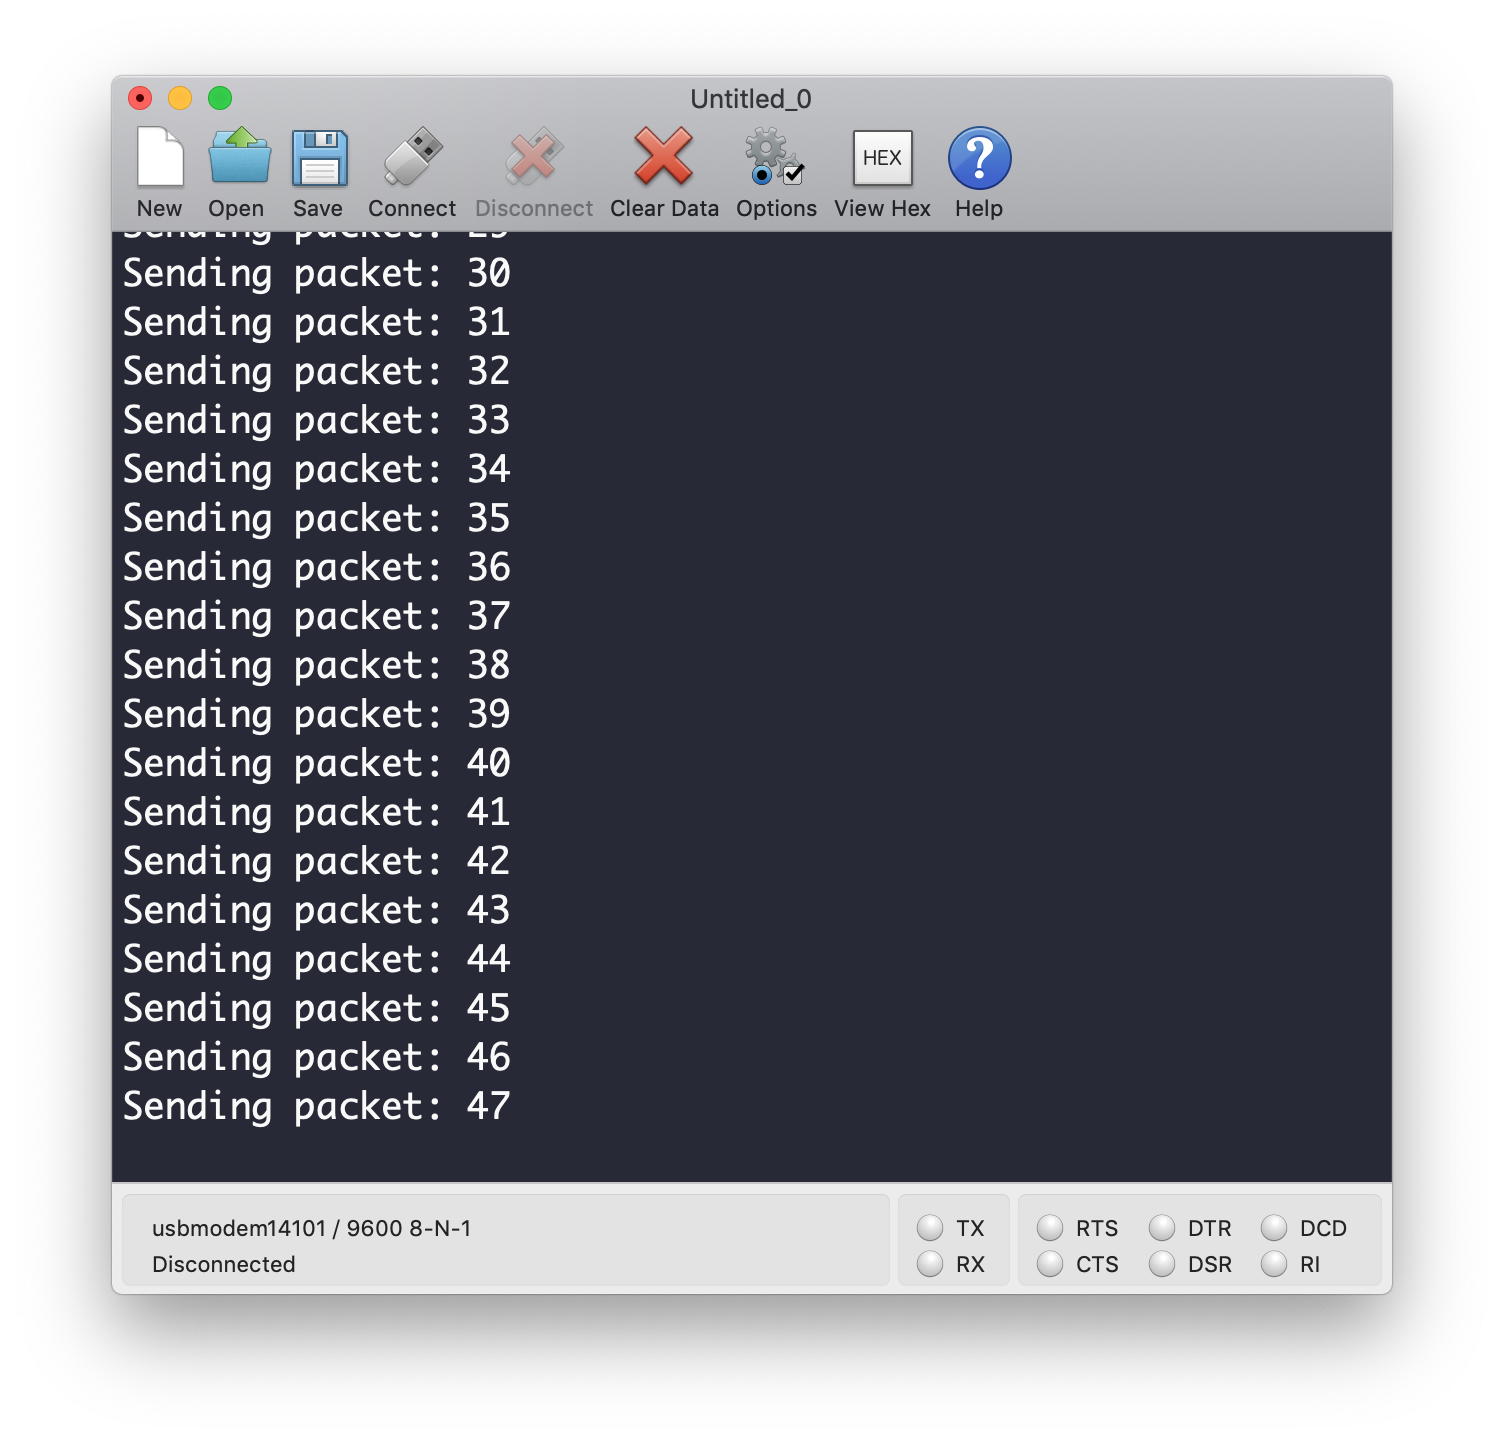 Untitled_0
HEX
?
New Open Save Connect Disconnect Clear Data Options View Hex Help
Sending packet: 29
Sending packet: 30
Sending packet: 31
Sending packet: 32
Sending packet: 33
Sending packet: 34
Sending packet: 35
Sending packet: 36
Sending packet: 37
Sending packet: 38
Sending packet: 39
Sending packet: 40
Sending packet: 41
Sending packet: 42
Sending packet: 43
Sending packet: 44
Sending packet: 45
Sending packet: 46
Sending packet: 47
usbmodem14101 / 9600 8-N-1
Disconnected
TX
RX
RTS DTR DCD
CTS DSR RI